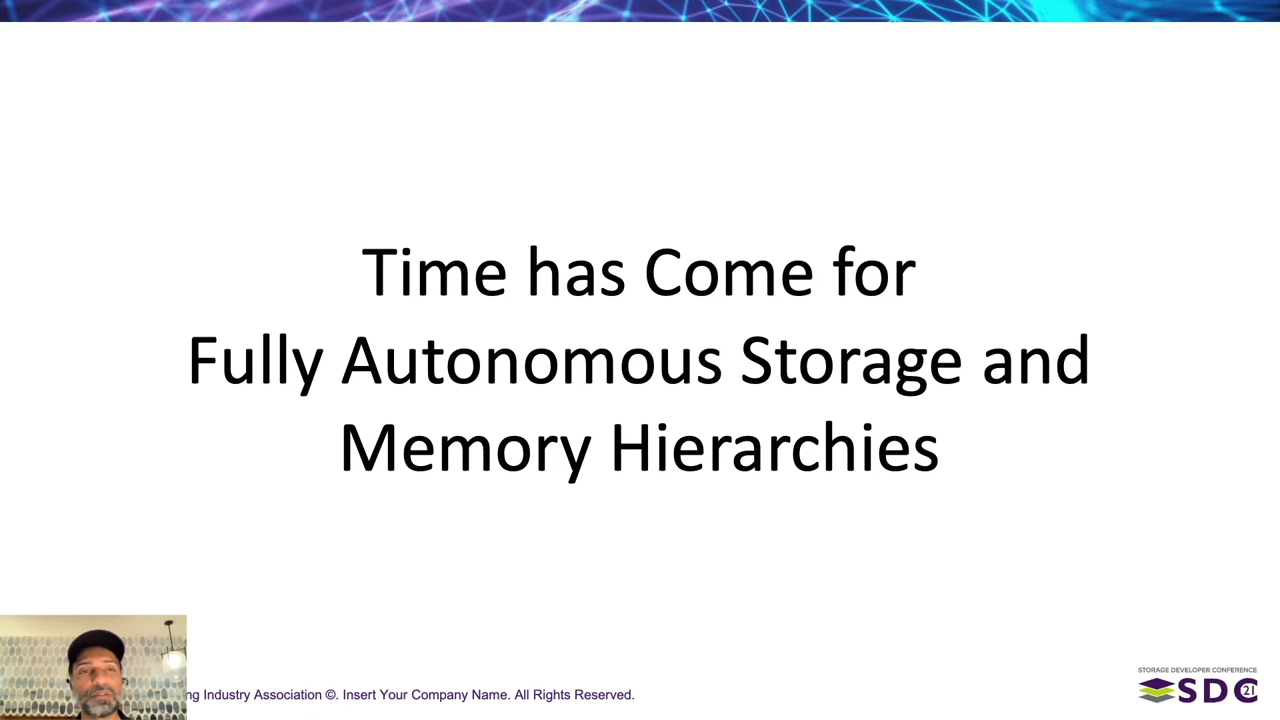 Time has Come for
Fully Autonomous Storage and
Memory Hierarchies
Industry Association ©. Insert Your Company Name. All Rights Reserved.
STORAGE DEVELOPER CONFERENCE
SDC 21